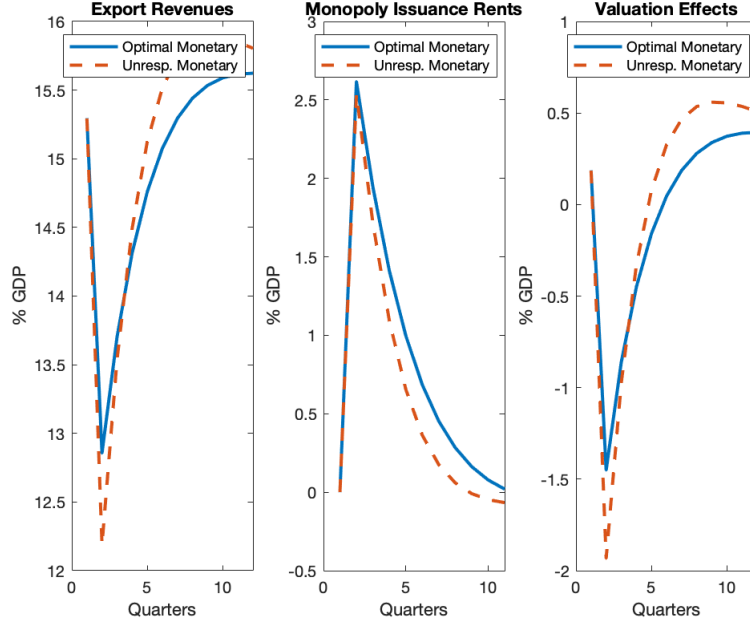 Export Revenues
16
15.5
15
14.5
14
13.5
13
12.5
12
0
5
10
% GDP
Quarters
Optimal Monetary
Unresp. Monetary
Monopoly Issuance Rents
3
2.5
2
1.5
1
0.5
0
-0.5
0
5
10
% GDP
Quarters
Optimal Monetary
Unresp. Monetary
Valuation Effects
1
0.5
0
-0.5
-1
-1.5
-2
0
5
10
% GDP
Quarters
Optimal Monetary
Unresp. Monetary